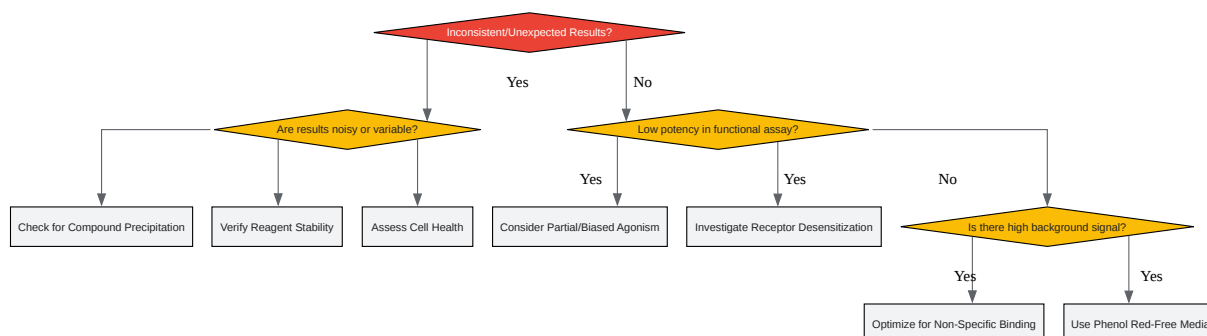 Inconsistent/Unexpected Results?
Yes
No
Are results noisy or variable?
Low potency in functional assay?
Yes
Yes
No
Check for Compound Precipitation
Verify Reagent Stability
Assess Cell Health
Consider Partial/Biased Agonism
Investigate Receptor Desensitization
Is there high background signal?
Yes
Yes
Optimize for Non-Specific Binding
Use Phenol Red-Free Media